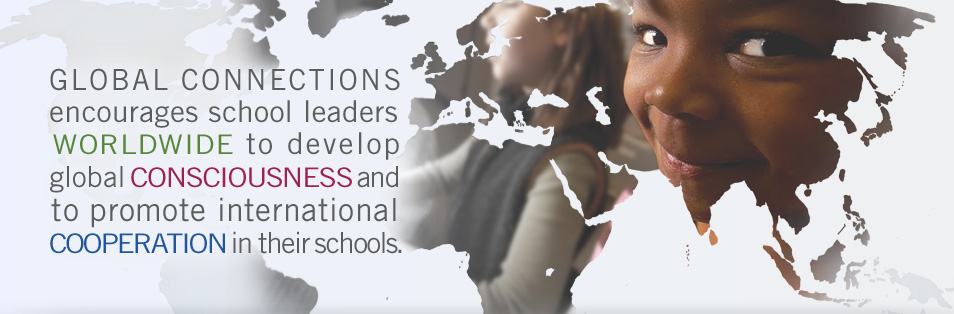 GLOBAL CONNECTIONS
encourages school leaders
WORLDWIDE to develop
global CONSCIOUSNESS and
to promote international
COOPERATION in their schools.